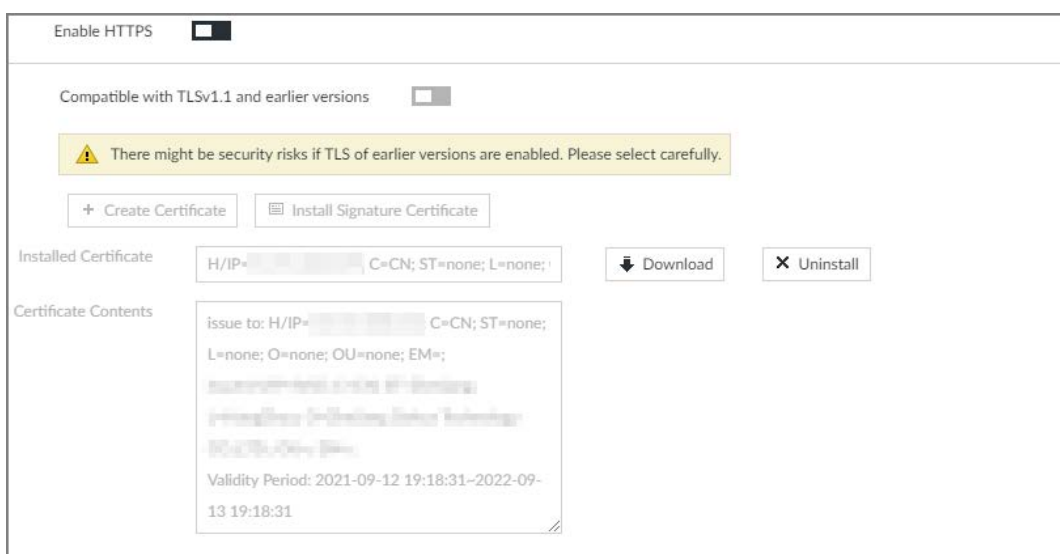 Enable HTTPS
Compatible with TLSv1.1 and earlier versions
There might be security risks if TLS of earlier versions are enabled. Please select carefully.
+ Create Certificate Install Signature Certificate
Installed Certificate H/IP= C=CN; ST=none; L=none; Download × Uninstall
Certificate Contents
issue to: H/IP= C=CN; ST=none;
L=none; O=none; OU=none; EM=;
Validity Period: 2021-09-12 19:18:31~2022-09-
13 19:18:31